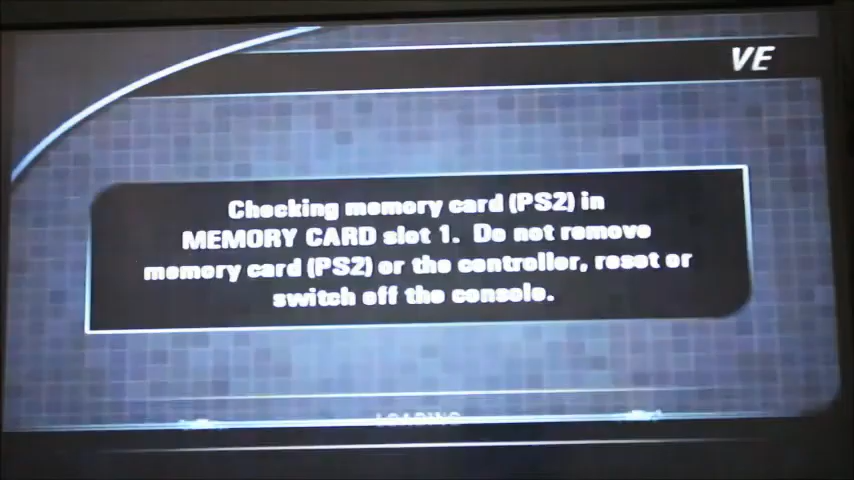 VE
Checking memory card (PS2) in
MEMORY CARD slot 1. Do not remove
memory card (PS2) or the controller, reset or
switch off the console.
LOADING